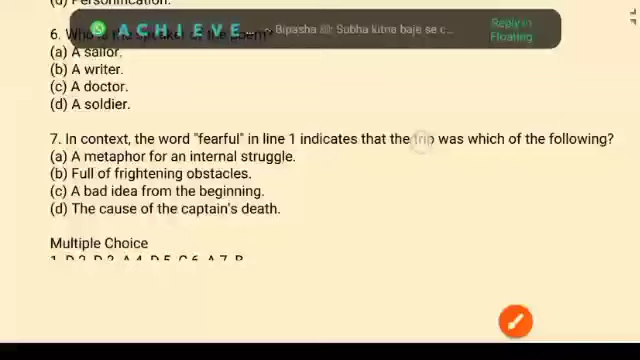 (d) Personification.
ACHIEVE... Bipasha Subha kitna baje se c...
Reply in
Floating
6. Who is the speaker of the poem?
(a) A sailor.
(b) A writer.
(c) A doctor.
(d) A soldier.
7. In context, the word "fearful" in line 1 indicates that the trip was which of the following?
(a) A metaphor for an internal struggle.
(b) Full of frightening obstacles.
(c) A bad idea from the beginning.
(d) The cause of the captain's death.
Multiple Choice